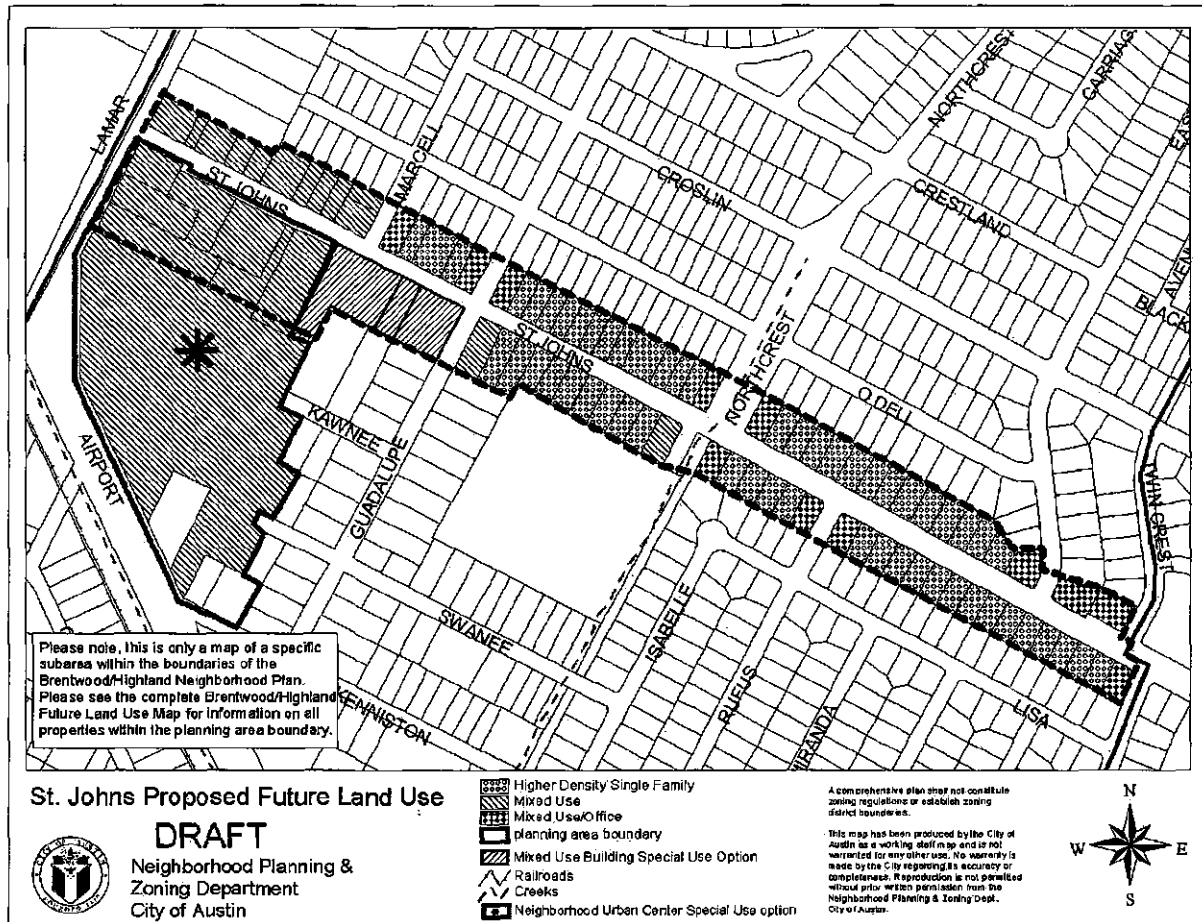 LAMAR
MARCELL
ST. JOHNS
CROSLIN
NORTHCREST
CARRIAG
CRESTLAND
EAS
AVEN
BLACK
ST. JOHNS
NORTHCREST
O DELL
TWIN CREST
AIRPORT
KAWNEE
GUADALUPE
SWANEE
ISABELLE
RUFUS
MIRANDA
LISA
KENNISTON
Please note, this is only a map of a specific
subarea within the boundaries of the
Brentwood/Highland Neighborhood Plan.
Please see the complete Brentwood/Highland
Future Land Use Map for information on all
properties within the planning area boundary.
St. Johns Proposed Future Land Use
DRAFT
Neighborhood Planning &
Zoning Department
City of Austin
Higher Density Single Family
Mixed Use
Mixed Use/Office
planning area boundary
Mixed Use Building Special Use Option
Railroads
Creeks
Neighborhood Urban Center Special Use option
A comprehensive plan shall not constitute
zoning regulations or establish zoning
district boundaries.
This map has been produced by the City of
Austin as a working staff map and is not
warranted for any other use. No warranty is
made by the City regarding its accuracy or
completeness. Reproduction is not permitted
without prior written permission from the
Neighborhood Planning & Zoning Dept.,
City of Austin.
N
W
E
S